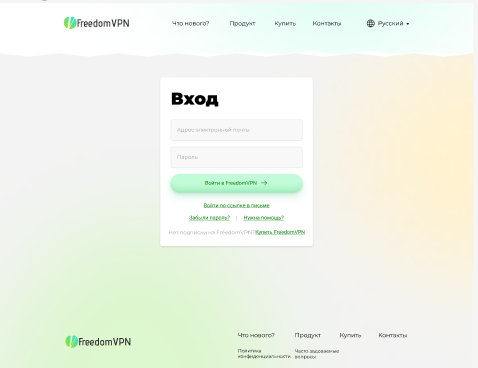 FreedomVPN
Что нового?
Продукт
Купить
Контакты
Русский
Вход
Адрес электронной почты
Пароль
Войти в FreedomVPN
Войти по ссылке в письме
Забыли пароль? | Нужна помощь?
Нет подписки на FreedormVPN? Купить FreedomVPN
FreedomVPN
Что нового?
Продукт
Купить
Контакты
Политика
конфиденциальности
Часто задаваемые
вопросы